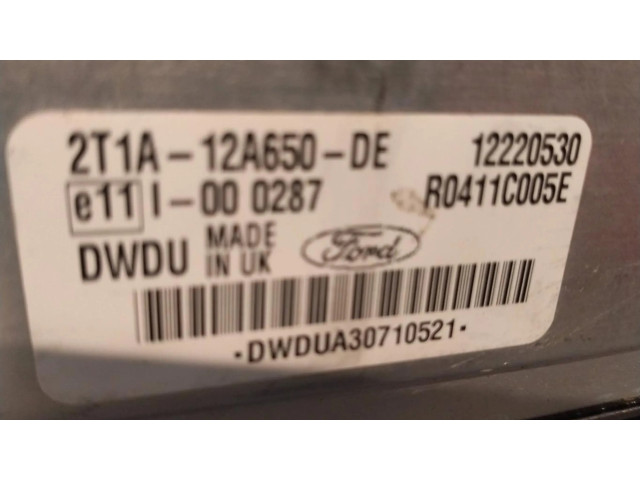 2T1A-12A650-DE 12220530
e11 I-00 0287 R0411C005E
DWDU MADE IN UK Ford
·DWDUA30710521·